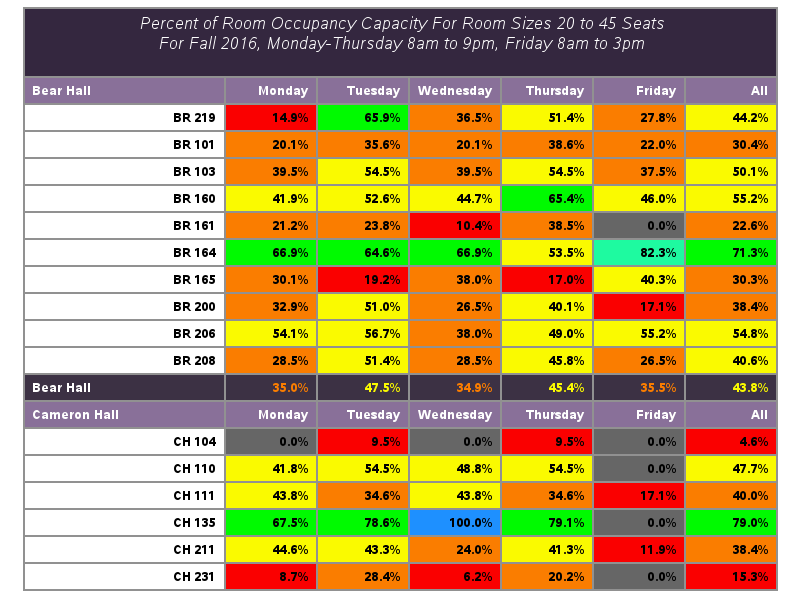 Percent of Room Occupancy Capacity For Room Sizes 20 to 45 Seats
For Fall 2016, Monday-Thursday 8am to 9pm, Friday 8am to 3pm
Bear Hall Monday Tuesday Wednesday Thursday Friday All
BR 219 14.9% 65.9% 36.5% 51.4% 27.8% 44.2%
BR 101 20.1% 35.6% 20.1% 38.6% 22.0% 30.4%
BR 103 39.5% 54.5% 39.5% 54.5% 37.5% 50.1%
BR 160 41.9% 52.6% 44.7% 65.4% 46.0% 55.2%
BR 161 21.2% 23.8% 10.4% 38.5% 0.0% 22.6%
BR 164 66.9% 64.6% 66.9% 53.5% 82.3% 71.3%
BR 165 30.1% 19.2% 38.0% 17.0% 40.3% 30.3%
BR 200 32.9% 51.0% 26.5% 40.1% 17.1% 38.4%
BR 206 54.1% 56.7% 38.0% 49.0% 55.2% 54.8%
BR 208 28.5% 51.4% 28.5% 45.8% 26.5% 40.6%
Bear Hall 35.0% 47.5% 34.9% 45.4% 35.5% 43.8%
Cameron Hall Monday Tuesday Wednesday Thursday Friday All
CH 104 0.0% 9.5% 0.0% 9.5% 0.0% 4.6%
CH 110 41.8% 54.5% 48.8% 54.5% 0.0% 47.7%
CH 111 43.8% 34.6% 43.8% 34.6% 17.1% 40.0%
CH 135 67.5% 78.6% 100.0% 79.1% 0.0% 79.0%
CH 211 44.6% 43.3% 24.0% 41.3% 11.9% 38.4%
CH 231 8.7% 28.4% 6.2% 20.2% 0.0% 15.3%